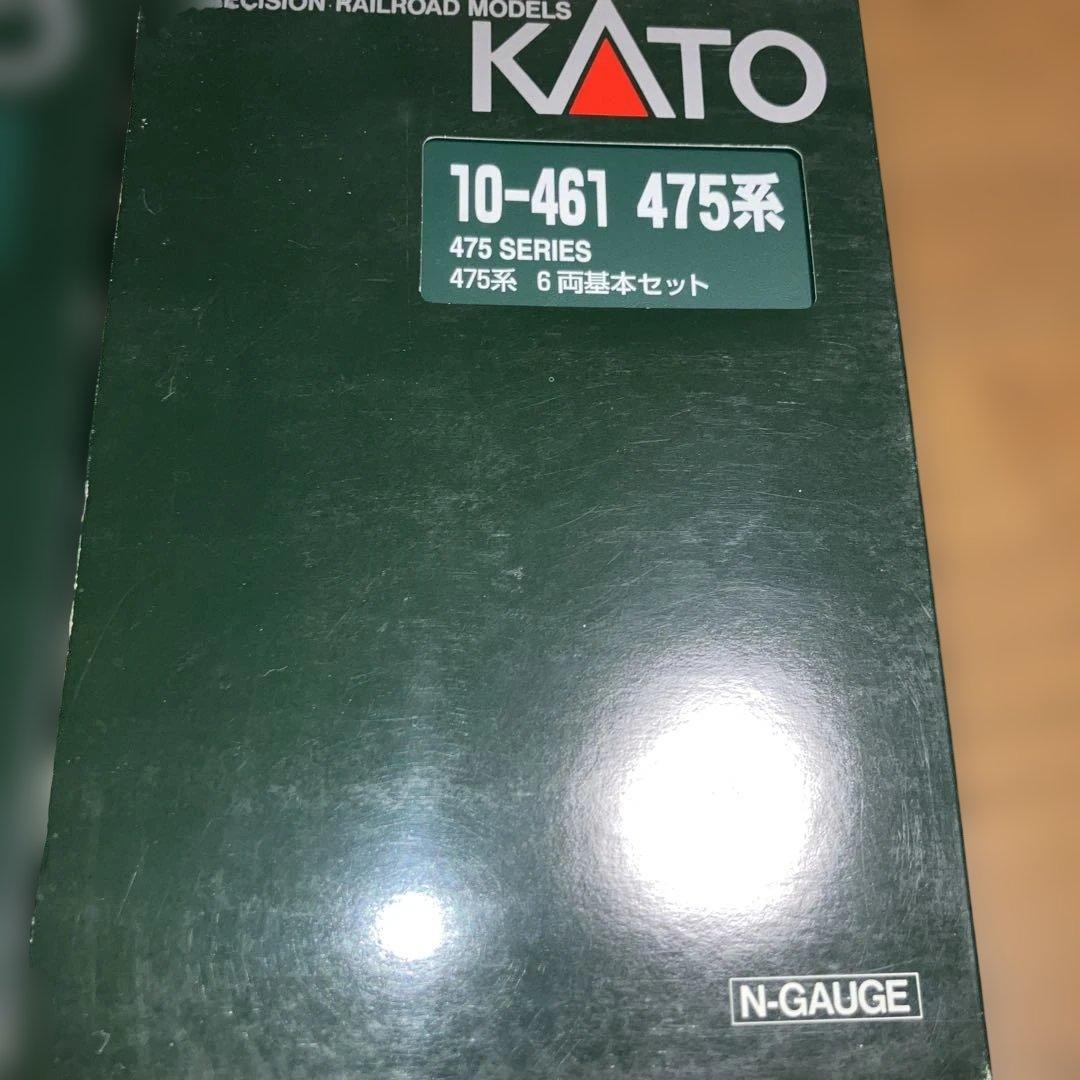 PRECISION RAILROAD MODELS
KATO
10-461 475系
475 SERIES
475系 6両基本セット
N-GAUGE